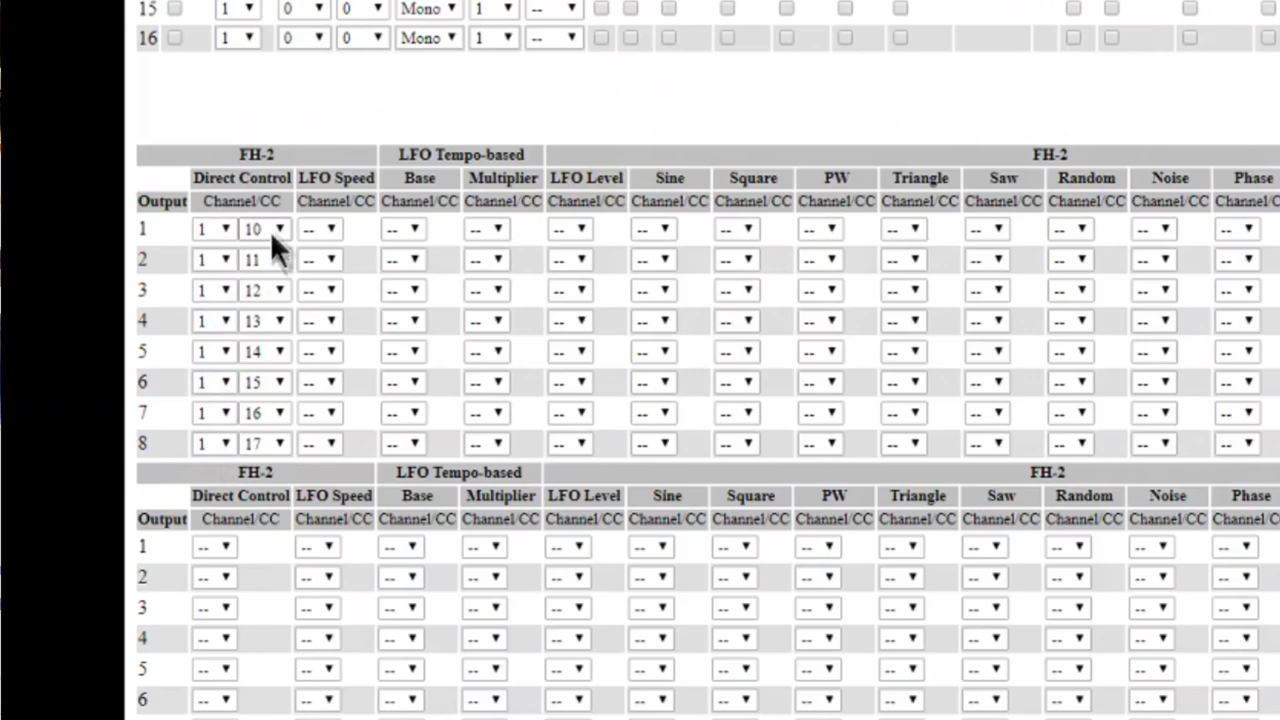 15 1 0 0 Mono 1 --
16 1 0 0 Mono 1 --
FH-2 LFO Tempo-based FH-2
Direct Control LFO Speed Base Multiplier LFO Level Sine Square PW Triangle Saw Random Noise Phase
Output Channel/CC Channel/CC Channel/CC Channel/CC Channel/CC Channel/CC Channel/CC Channel/CC Channel/CC Channel/CC Channel/CC Channel/CC Channel/C
1 1 10 -- -- -- -- -- -- -- -- -- -- -- --
2 1 11 -- -- -- -- -- -- -- -- -- -- -- --
3 1 12 -- -- -- -- -- -- -- -- -- -- -- --
4 1 13 -- -- -- -- -- -- -- -- -- -- -- --
5 1 14 -- -- -- -- -- -- -- -- -- -- -- --
6 1 15 -- -- -- -- -- -- -- -- -- -- -- --
7 1 16 -- -- -- -- -- -- -- -- -- -- -- --
8 1 17 -- -- -- -- -- -- -- -- -- -- -- --
FH-2 LFO Tempo-based FH-2
Direct Control LFO Speed Base Multiplier LFO Level Sine Square PW Triangle Saw Random Noise Phase
Output Channel/CC Channel/CC Channel/CC Channel/CC Channel/CC Channel/CC Channel/CC Channel/CC Channel/CC Channel/CC Channel/CC Channel/CC Channel/C
1 -- -- -- -- -- -- -- -- -- -- -- -- --
2 -- -- -- -- -- -- -- -- -- -- -- -- --
3 -- -- -- -- -- -- -- -- -- -- -- -- --
4 -- -- -- -- -- -- -- -- -- -- -- -- --
5 -- -- -- -- -- -- -- -- -- -- -- -- --
6 -- -- -- -- -- -- -- -- -- -- -- -- --